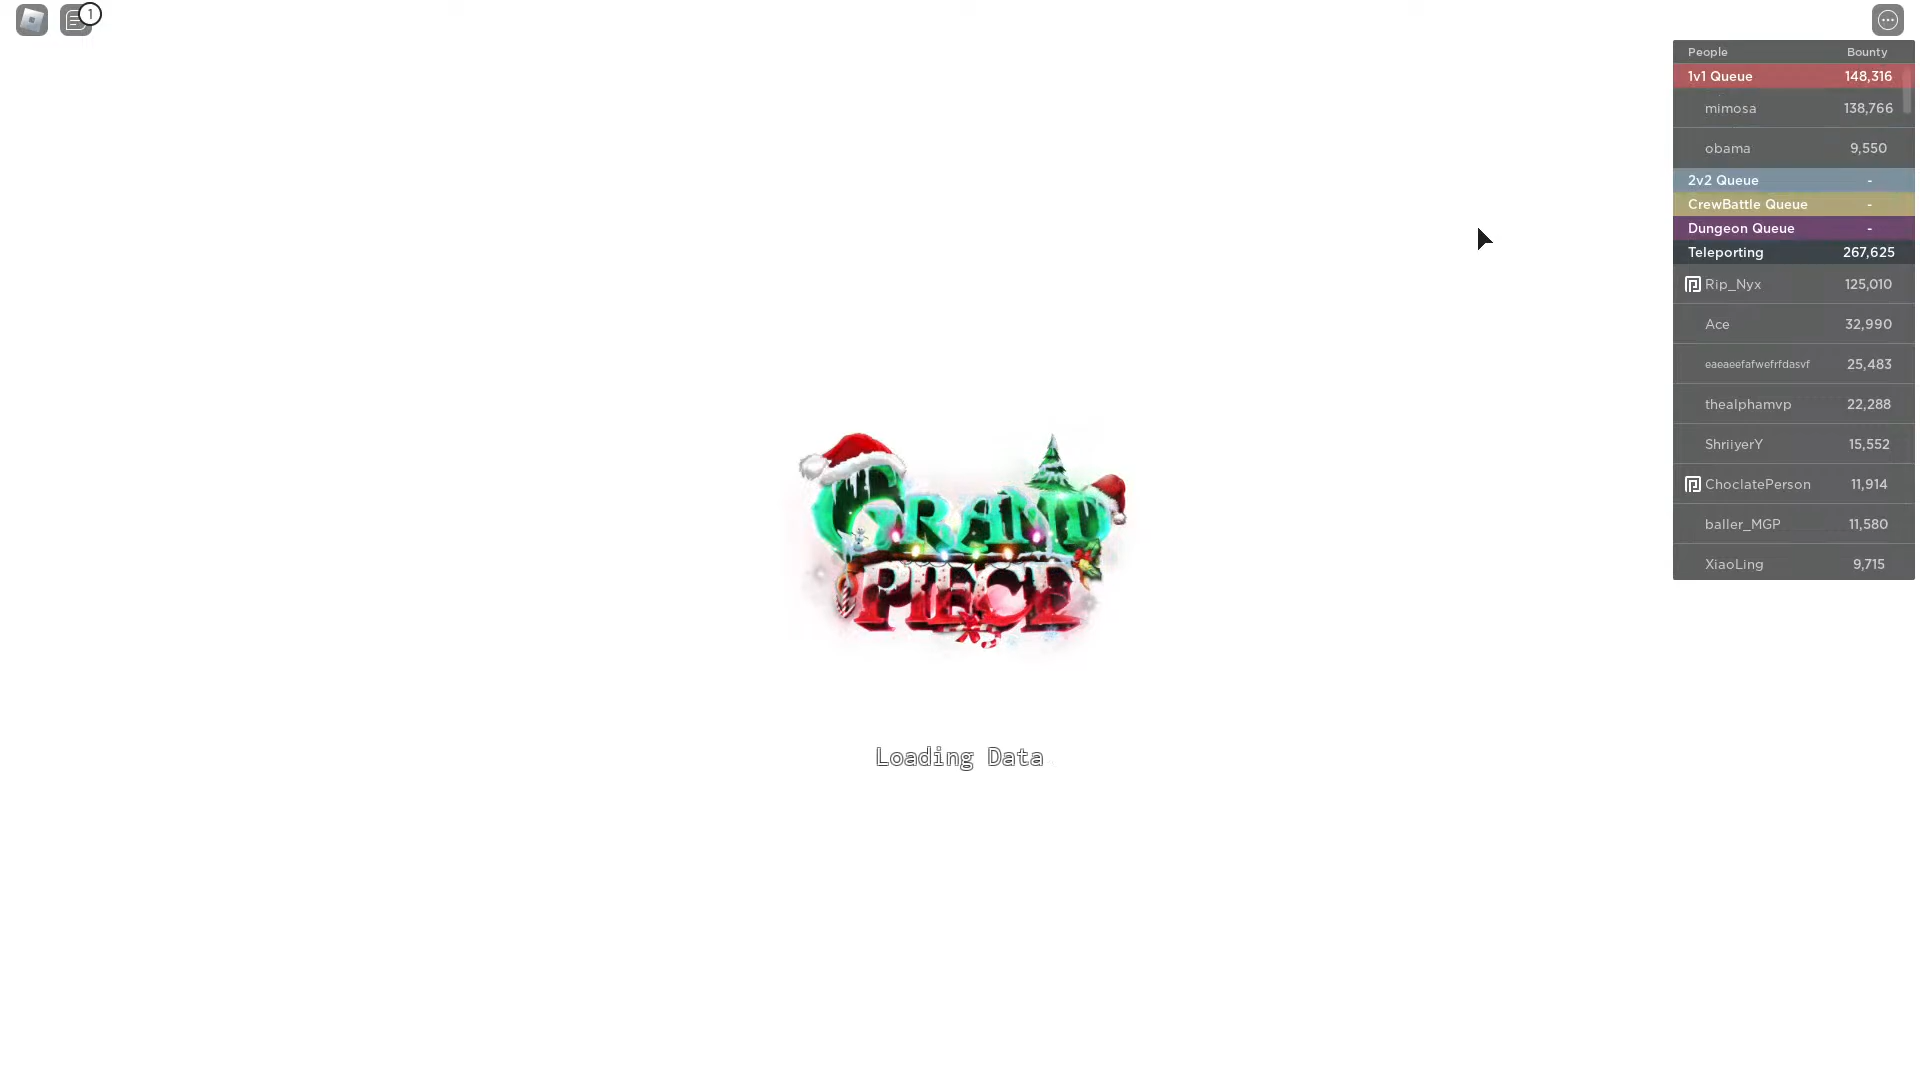 1
People Bounty
1v1 Queue 148,316
mimosa 138,766
obama 9,550
2v2 Queue -
CrewBattle Queue -
Dungeon Queue -
Teleporting 267,625
Rip_Nyx 125,010
Ace 32,990
eaeaeefafwefrfdasvf 25,483
thealphamvp 22,288
ShriiyerY 15,552
ChoclatePerson 11,914
baller_MGP 11,580
XiaoLing 9,715
GRAND
PIECE
Loading Data